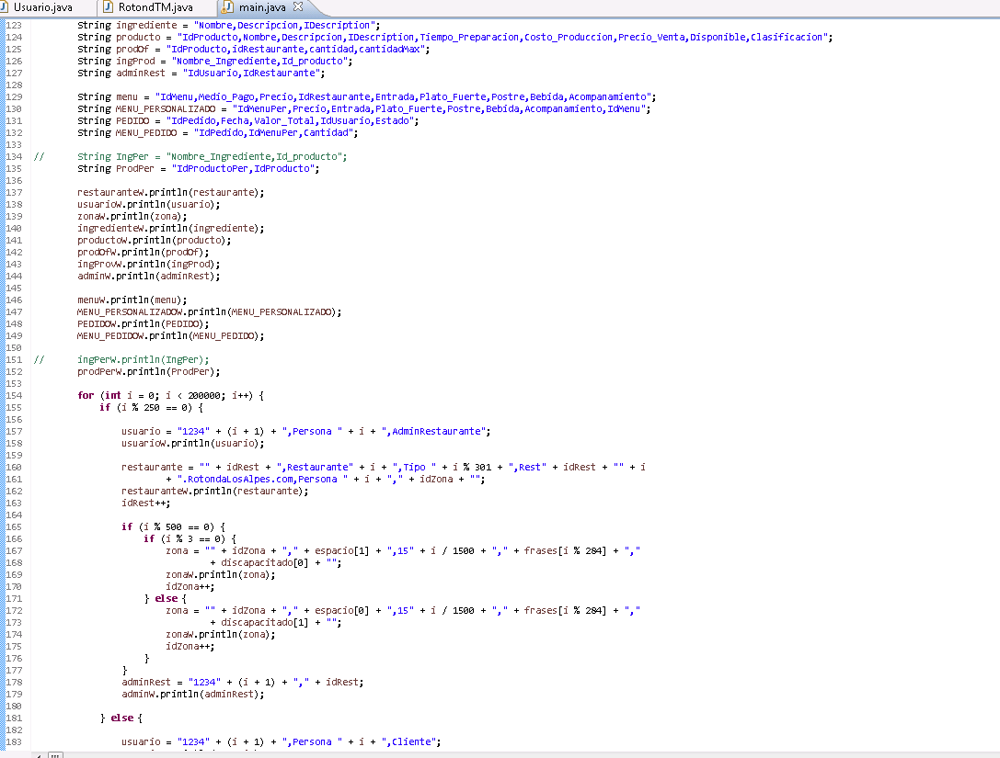 Usuario.java RotondTM.java main.java
123 String ingrediente = "Nombre,Descripcion,IDescription";
124 String producto = "IdProducto,Nombre,Descripcion,IDescription,Tiempo_Preparacion,Costo_Produccion,Precio_Venta,Disponible,Clasificacion";
125 String prodOf = "IdProducto,idRestaurante,cantidad,cantidadMax";
126 String ingProd = "Nombre_Ingrediente,Id_producto";
127 String adminRest = "IdUsuario,IdRestaurante";
128
129 String menu = "IdMenu,Medio_Pago,Precio,IdRestaurante,Entrada,Plato_Fuerte,Postre,Bebida,Acompanamiento";
130 String MENU_PERSONALIZADO = "IdMenuPer,Precio,Entrada,Plato_Fuerte,Postre,Bebida,Acompanamiento,IdMenu";
131 String PEDIDO = "IdPedido,Fecha,Valor_Total,IdUsuario,Estado";
132 String MENU_PEDIDO = "IdPedido,IdMenuPer,Cantidad";
133
134 // String IngPer = "Nombre_Ingrediente,Id_producto";
135 String ProdPer = "IdProductoPer,IdProducto";
136
137 restauranteW.println(restaurante);
138 usuarioW.println(usuario);
139 zonaW.println(zona);
140 ingredienteW.println(ingrediente);
141 productoW.println(producto);
142 prodOfW.println(prodOf);
143 ingProvW.println(ingProd);
144 adminW.println(adminRest);
145
146 menuW.println(menu);
147 MENU_PERSONALIZADOW.println(MENU_PERSONALIZADO);
148 PEDIDOW.println(PEDIDO);
149 MENU_PEDIDOW.println(MENU_PEDIDO);
150
151 // ingPerW.println(IngPer);
152 prodPerW.println(ProdPer);
153
154 for (int i = 0; i < 200000; i++) {
155 if (i % 250 == 0) {
156
157 usuario = "1234" + (i + 1) + ",Persona " + i + ",AdminRestaurante";
158 usuarioW.println(usuario);
159
160 restaurante = "" + idRest + ",Restaurante" + i + ",Tipo " + i % 301 + ",Rest" + idRest + "" + i
161 + ".RotondaLosAlpes.com,Persona " + i + "," + idZona + "";
162 restauranteW.println(restaurante);
163 idRest++;
164
165 if (i % 500 == 0) {
166 if (i % 3 == 0) {
167 zona = "" + idZona + "," + espacio[1] + ",15" + i / 1500 + "," + frases[i % 284] + ","
168 + discapacitado[0] + "";
169 zonaW.println(zona);
170 idZona++;
171 } else {
172 zona = "" + idZona + "," + espacio[0] + ",15" + i / 1500 + "," + frases[i % 284] + ","
173 + discapacitado[1] + "";
174 zonaW.println(zona);
175 idZona++;
176 }
177 }
178 adminRest = "1234" + (i + 1) + "," + idRest;
179 adminW.println(adminRest);
180
181 } else {
182
183 usuario = "1234" + (i + 1) + ",Persona " + i + ",Cliente";